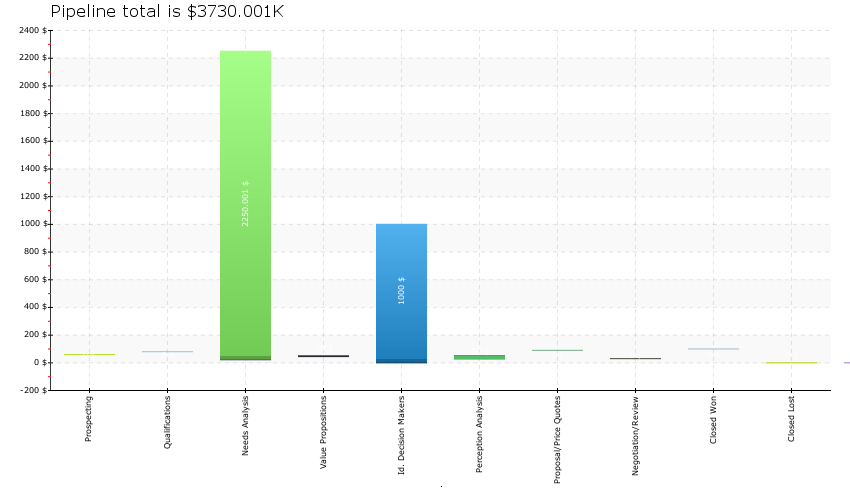 Pipeline total is $3730.001K
2400 $
2200 $
2000 $
1800 $
1600 $
1400 $
1200 $
1000 $
800 $
600 $
400 $
200 $
0 $
-200 $
2250.001 $
1000 $
Prospecting
Qualifications
Needs Analysis
Value Propositions
Id. Decision Makers
Perception Analysis
Proposal/Price Quotes
Negotiation/Review
Closed Won
Closed Lost